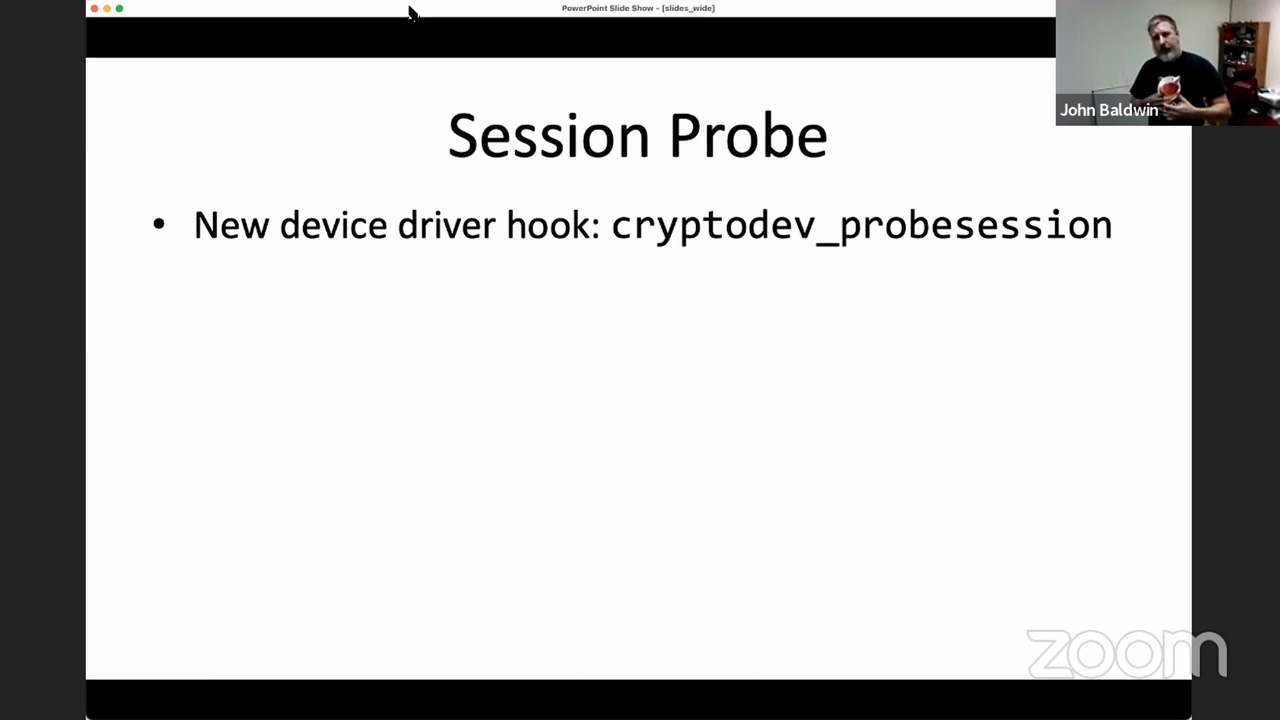 PowerPoint Slide Show - [slides_wide]
John Baldwin
Session Probe
• New device driver hook: cryptodev_probesession
zoom